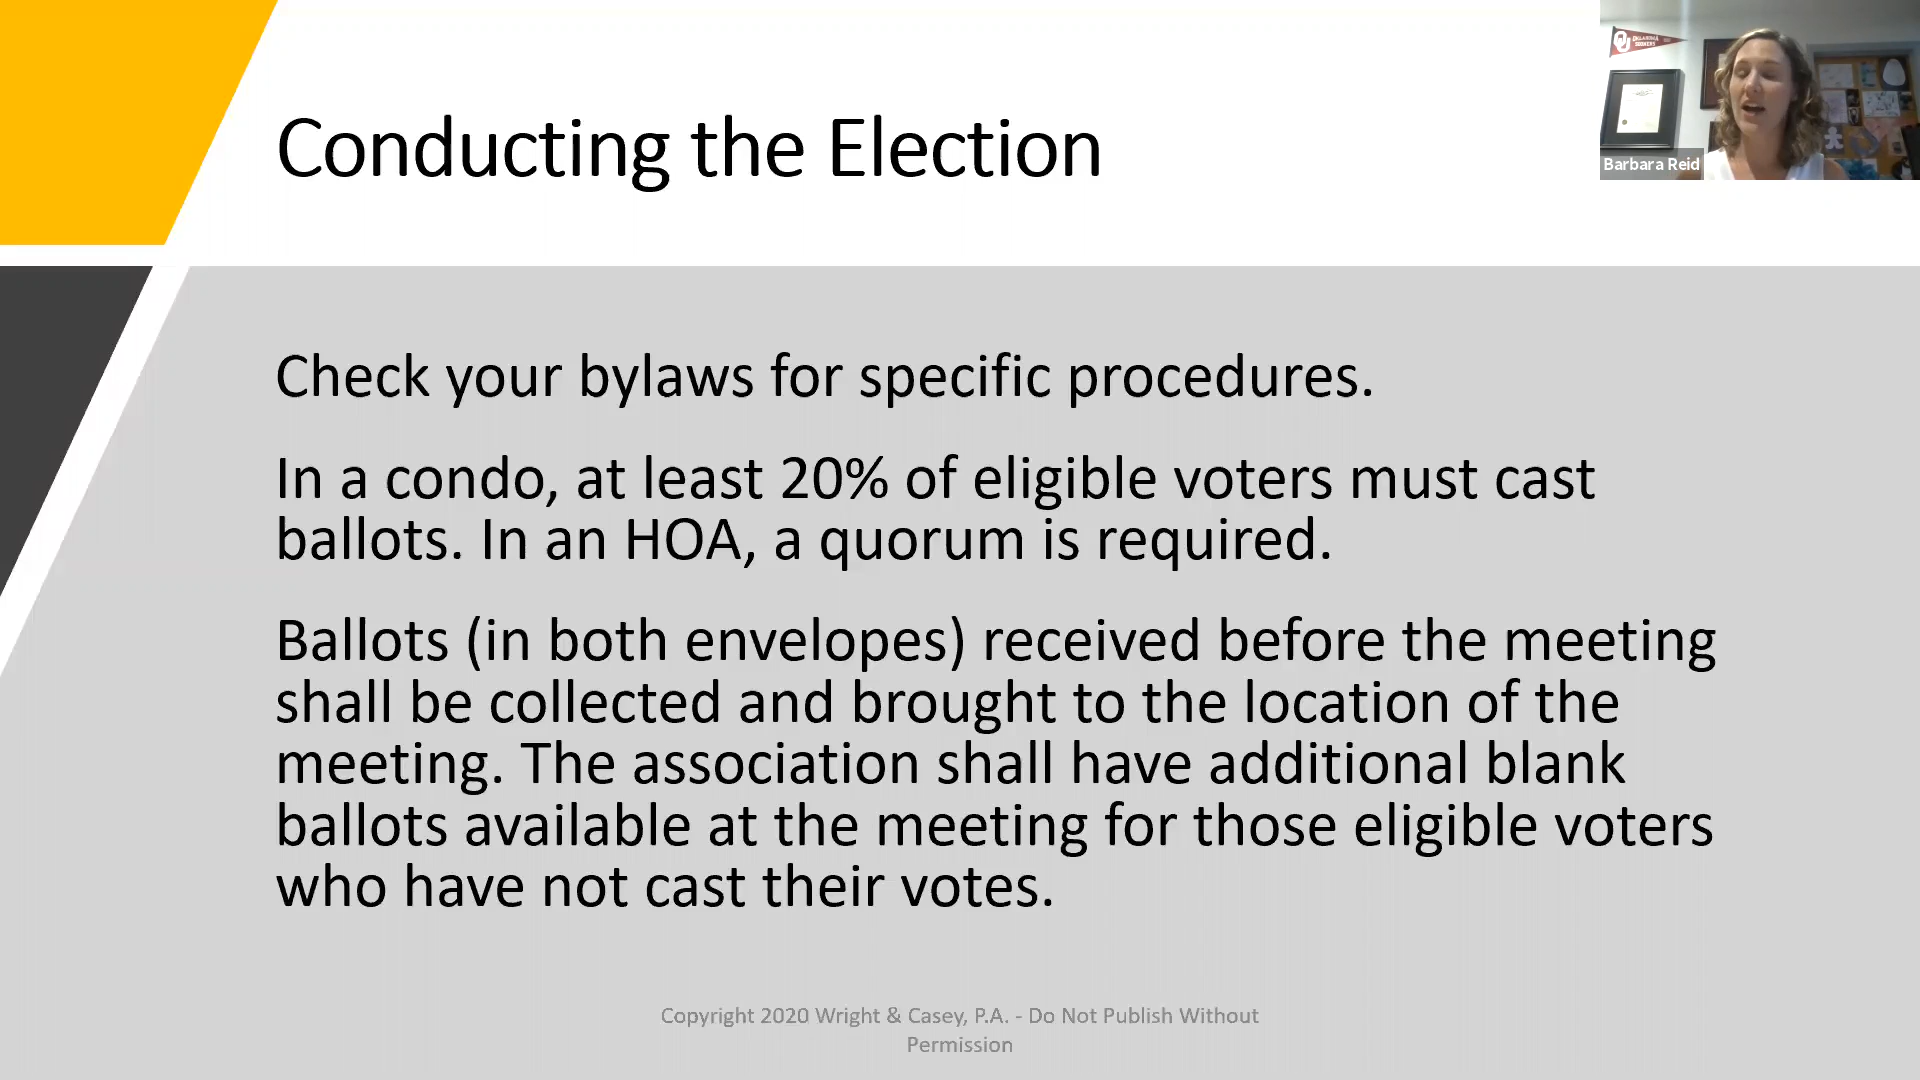 Conducting the Election
OU OKLAHOMA
SOONERS
Barbara Reid
Check your bylaws for specific procedures.
In a condo, at least 20% of eligible voters must cast
ballots. In an HOA, a quorum is required.
Ballots (in both envelopes) received before the meeting
shall be collected and brought to the location of the
meeting. The association shall have additional blank
ballots available at the meeting for those eligible voters
who have not cast their votes.
Copyright 2020 Wright & Casey, P.A. - Do Not Publish Without
Permission